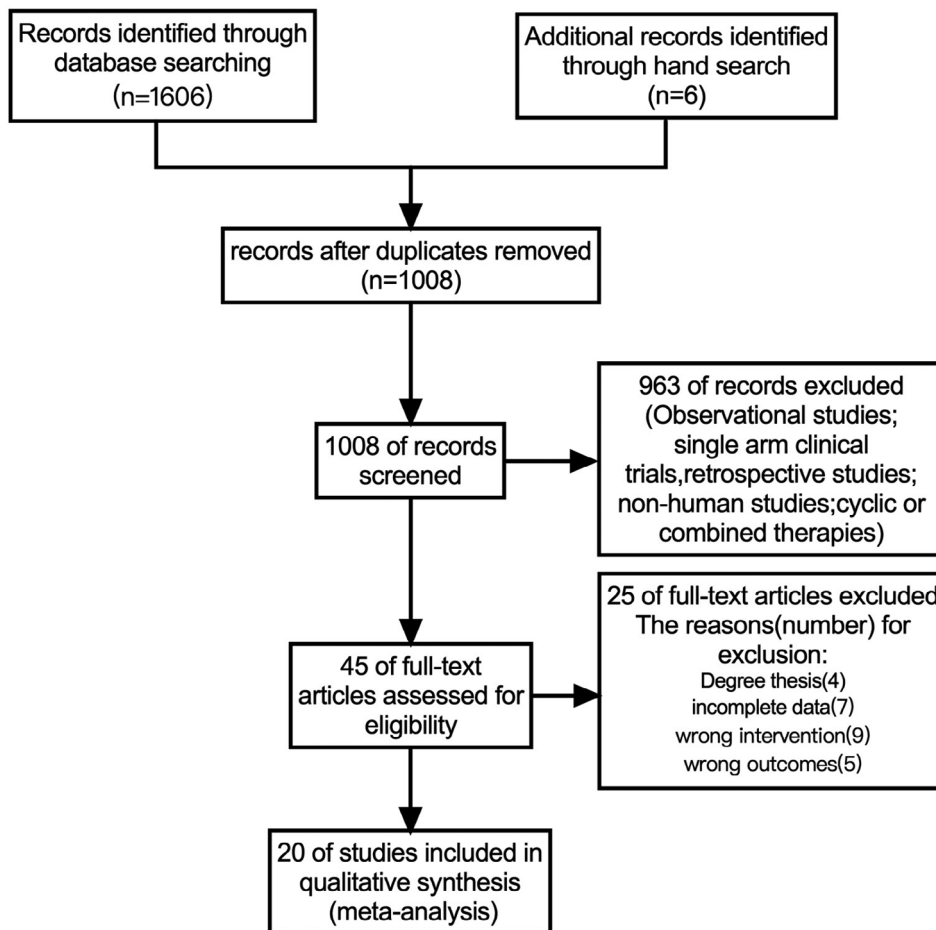 Records identified through
database searching
(n=1606)
Additional records identified
through hand search
(n=6)
records after duplicates removed
(n=1008)
1008 of records
screened
963 of records excluded
(Observational studies;
single arm clinical
trials,retrospective studies;
non-human studies;cyclic or
combined therapies)
45 of full-text
articles assessed for
eligibility
25 of full-text articles excluded
The reasons(number) for
exclusion:
Degree thesis(4)
incomplete data(7)
wrong intervention(9)
wrong outcomes(5)
20 of studies included in
qualitative synthesis
(meta-analysis)